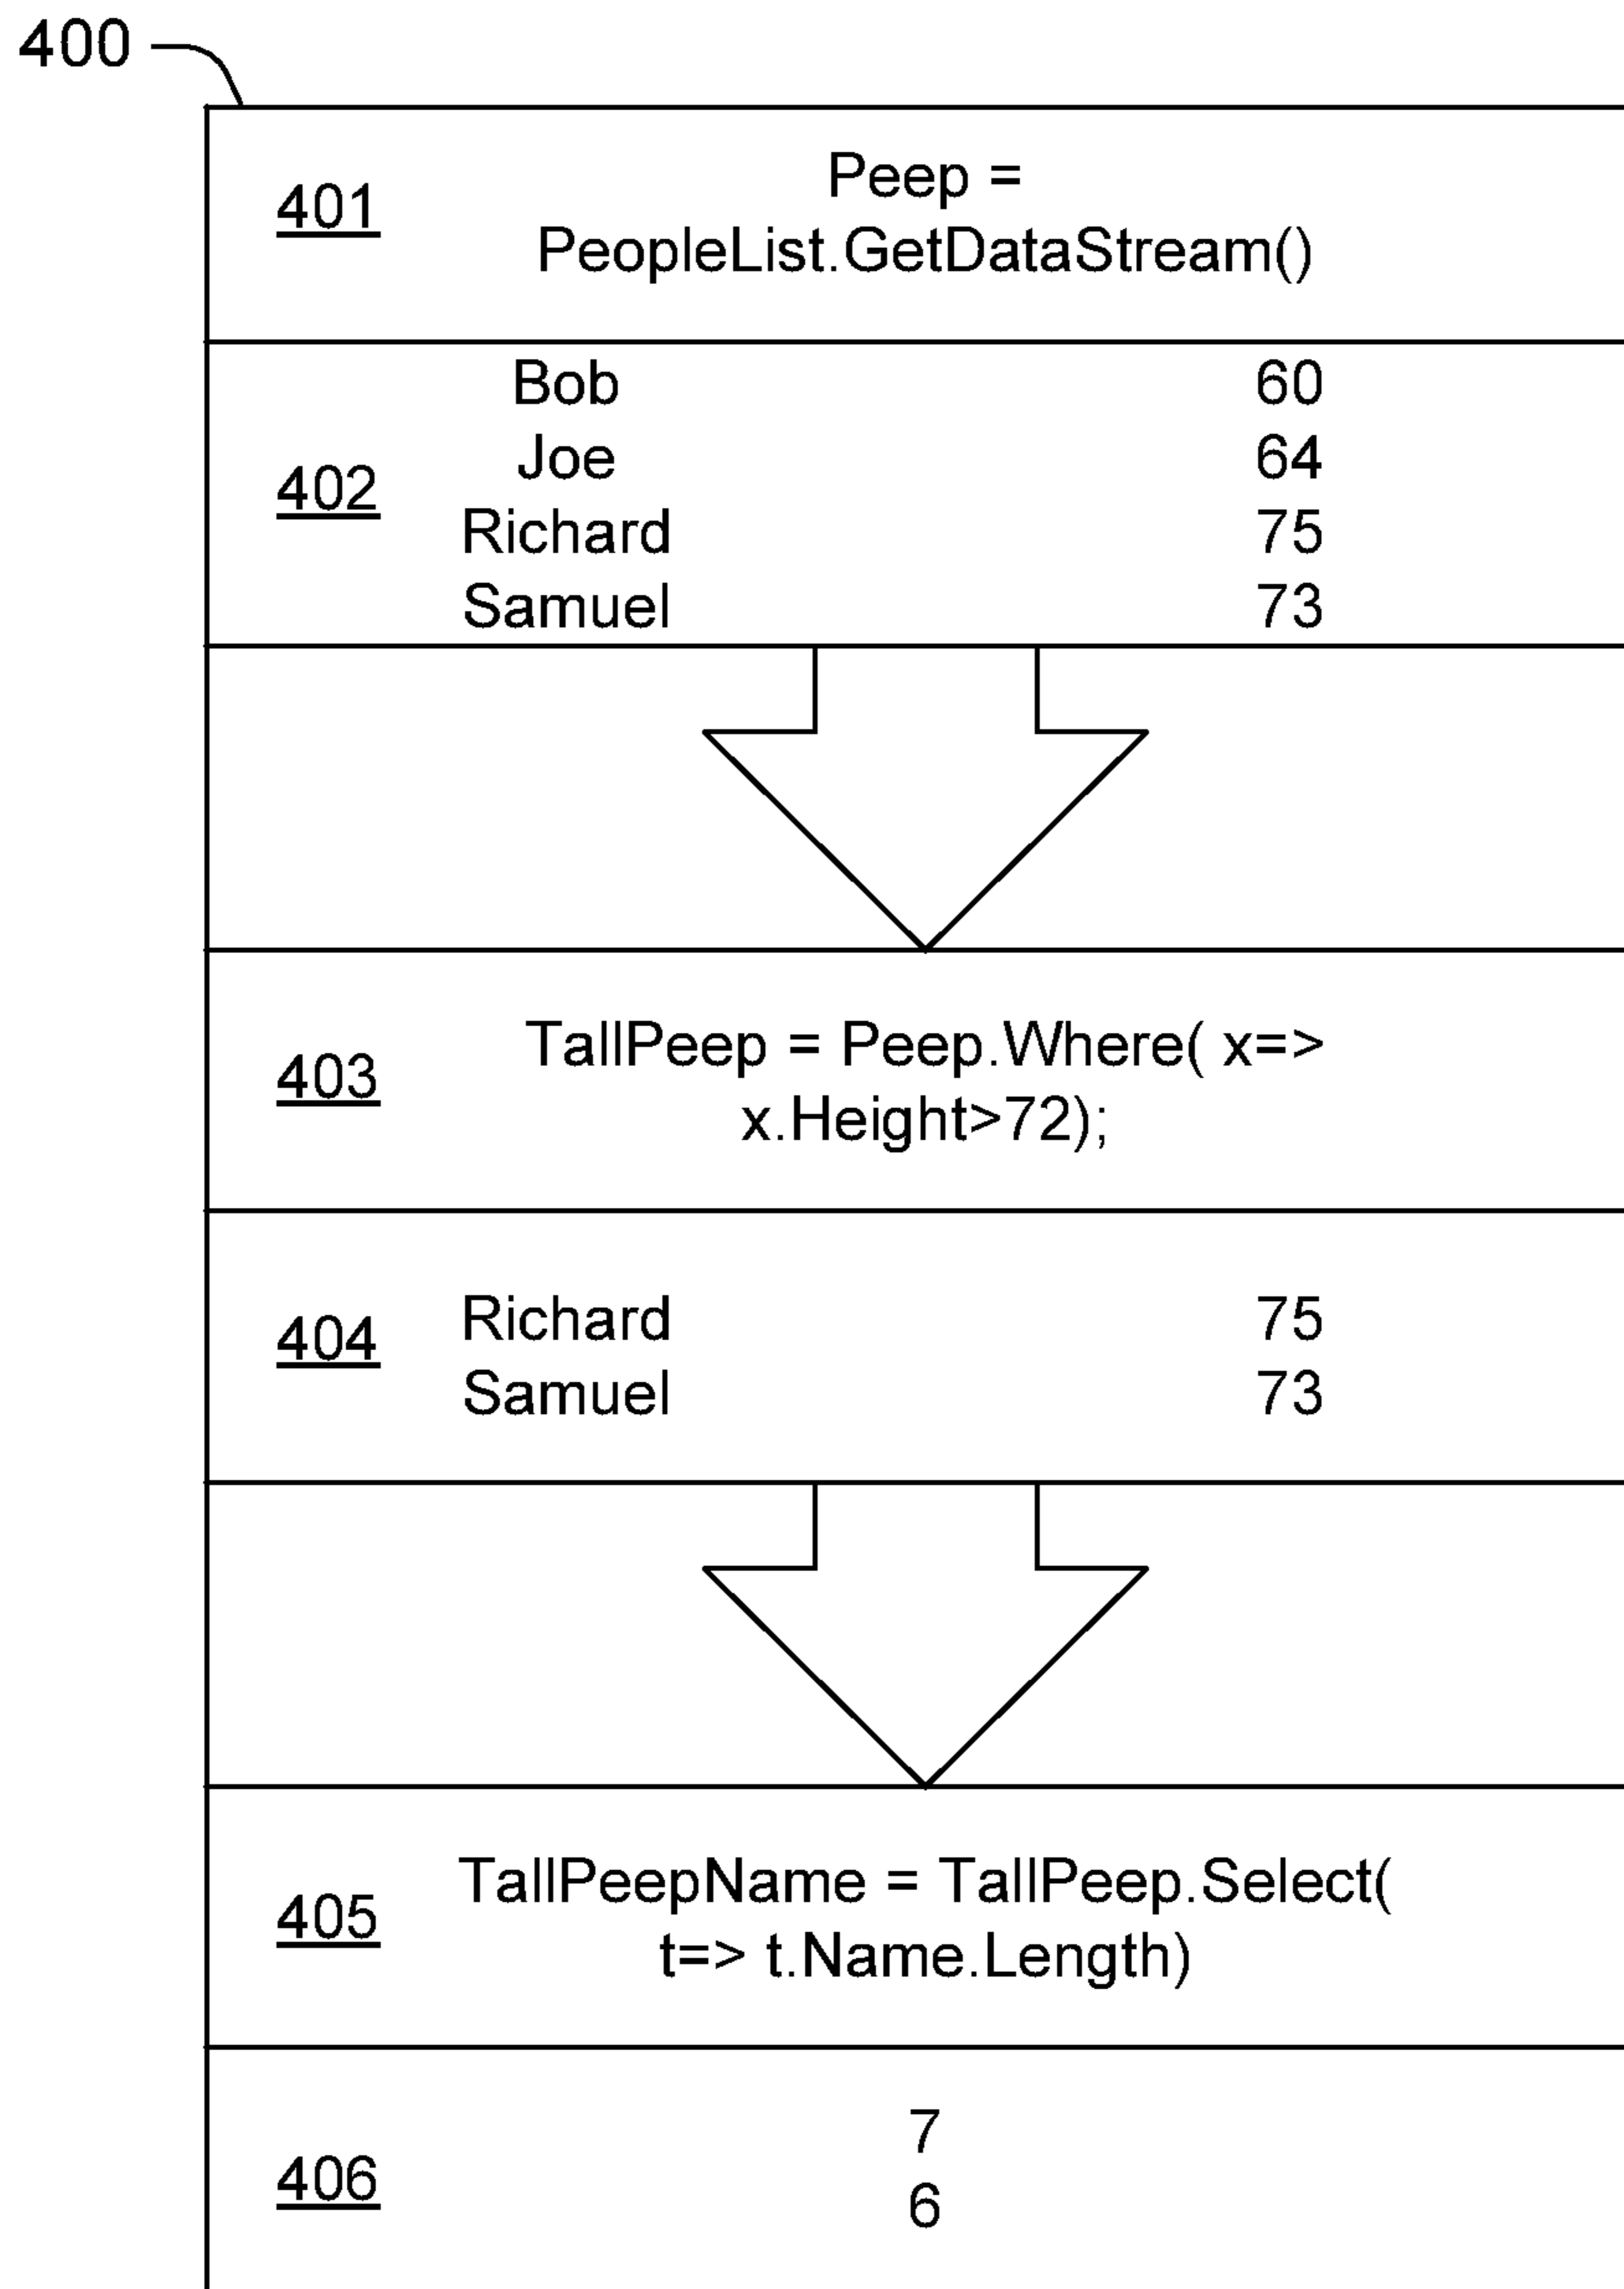 400
401
Peep =
PeopleList.GetDataStream()
402
Bob 60
Joe 64
Richard 75
Samuel 73
403
TallPeep = Peep.Where( x=>
x.Height>72);
404
Richard 75
Samuel 73
405
TallPeepName = TallPeep.Select(
t=> t.Name.Length)
406
7
6